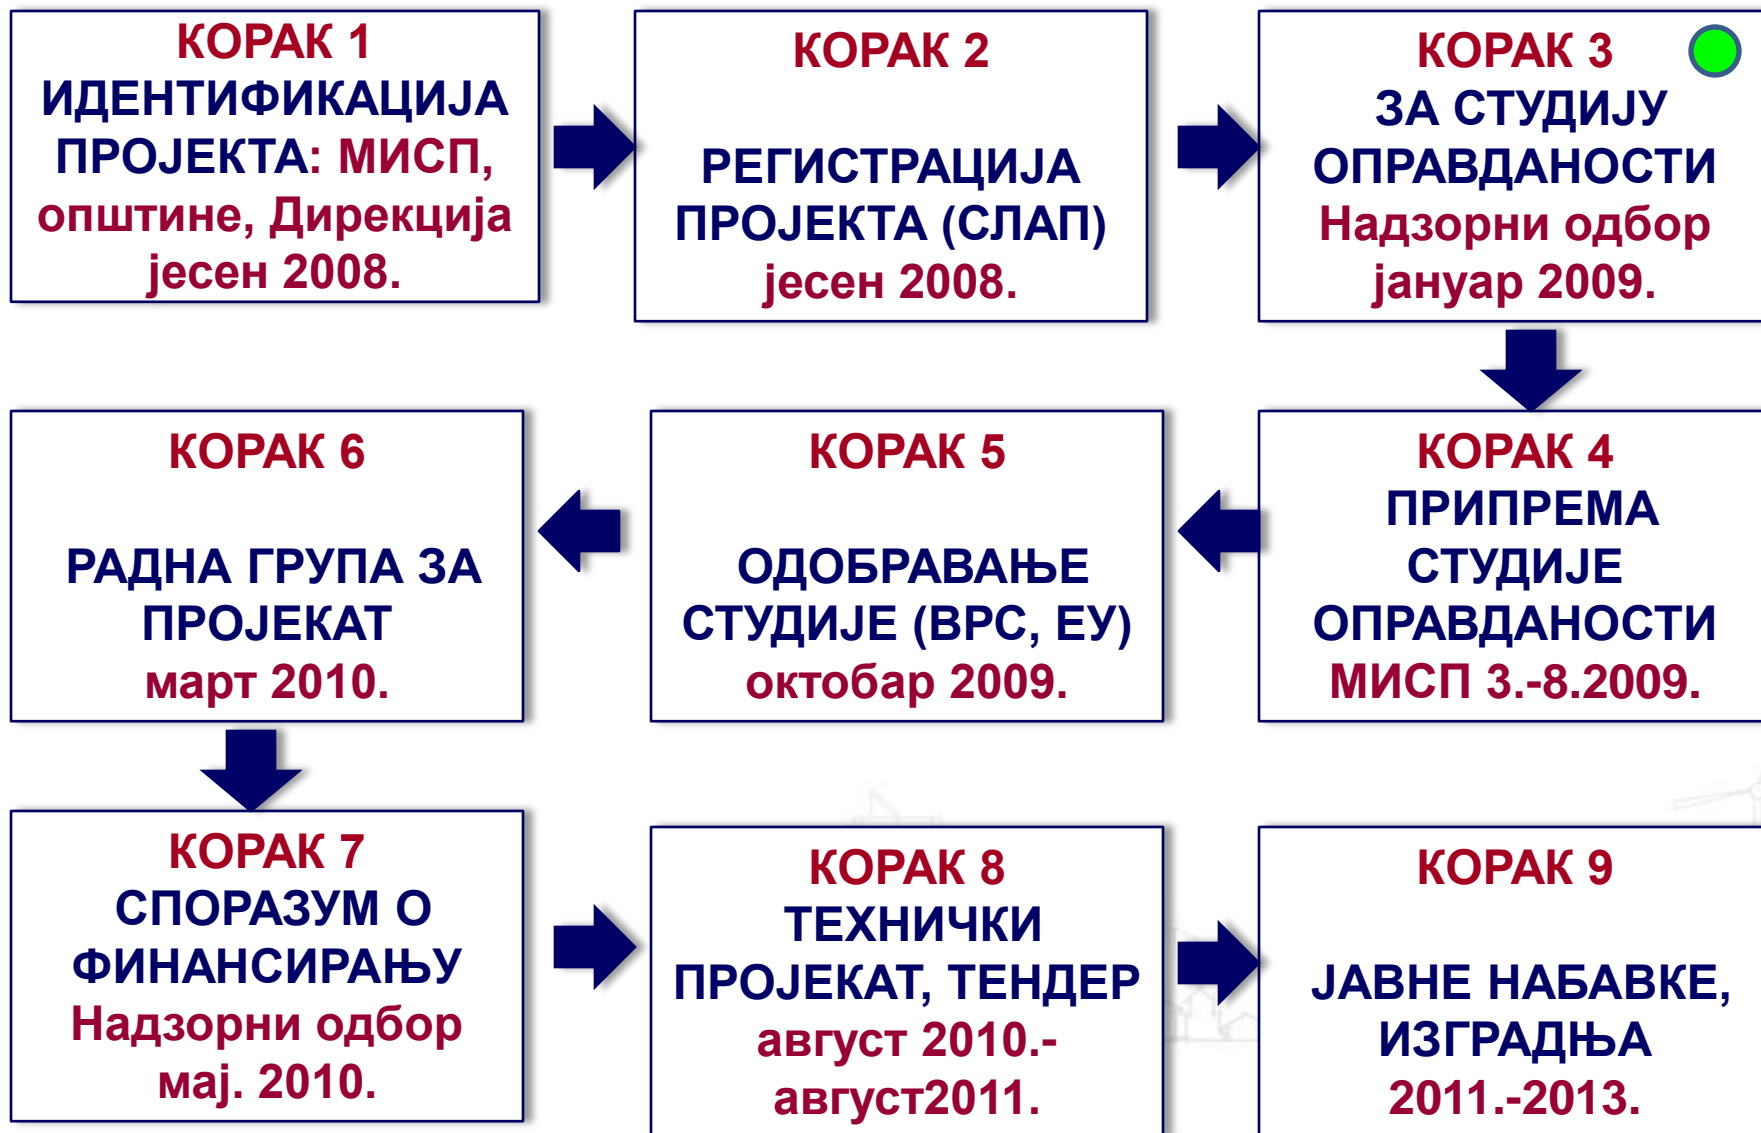 КОРАК 1
ИДЕНТИФИКАЦИЈА
ПРОЈЕКТА: МИСП,
општине, Дирекција
јесен 2008.
КОРАК 2
РЕГИСТРАЦИЈА
ПРОЈЕКТА (СЛАП)
јесен 2008.
КОРАК 3
ЗА СТУДИЈУ
ОПРАВДАНОСТИ
Надзорни одбор
јануар 2009.
КОРАК 4
ПРИПРЕМА
СТУДИЈЕ
ОПРАВДАНОСТИ
МИСП 3.-8.2009.
КОРАК 5
ОДОБРАВАЊЕ
СТУДИЈЕ (ВРС, ЕУ)
октобар 2009.
КОРАК 6
РАДНА ГРУПА ЗА
ПРОЈЕКАТ
март 2010.
КОРАК 7
СПОРАЗУМ О
ФИНАНСИРАЊУ
Надзорни одбор
мај. 2010.
КОРАК 8
ТЕХНИЧКИ
ПРОЈЕКАТ, ТЕНДЕР
август 2010.-
август2011.
КОРАК 9
ЈАВНЕ НАБАВКЕ,
ИЗГРАДЊА
2011.-2013.